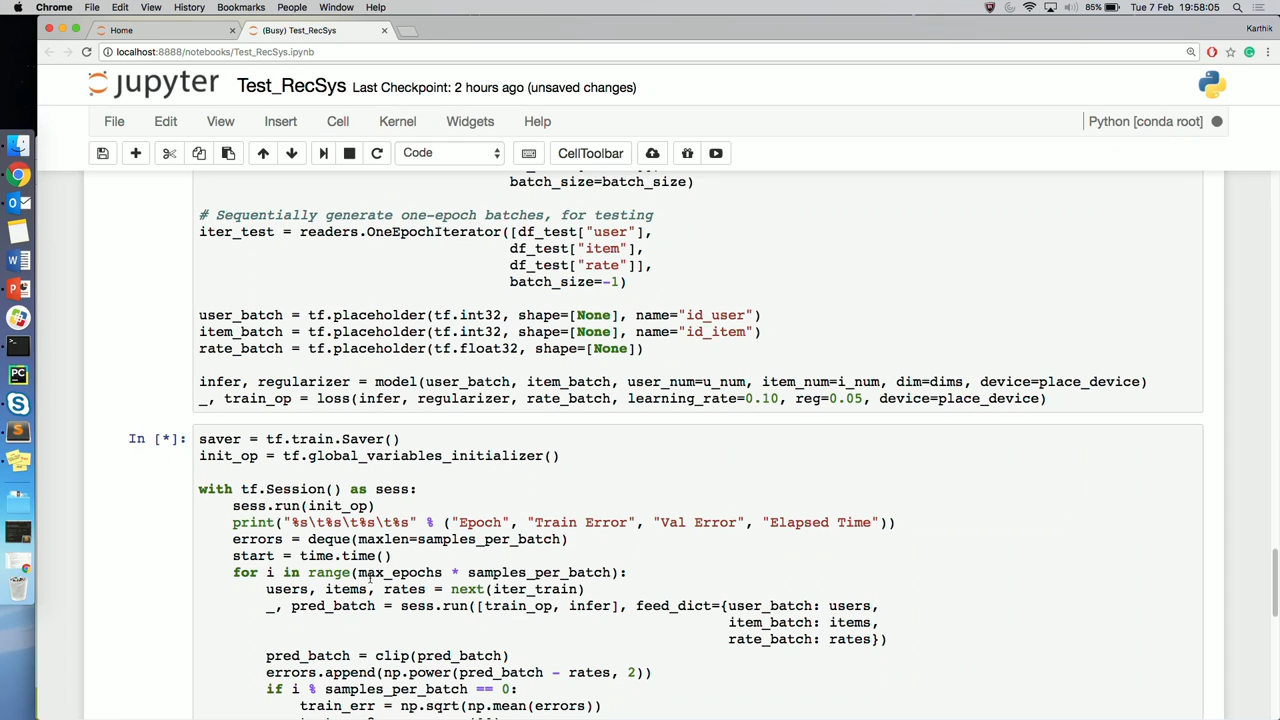 Chrome File Edit View History Bookmarks People Window Help 85% Tue 7 Feb 19:58:05
Home (Busy) Test_RecSys Karthik
localhost:8888/notebooks/Test_RecSys.ipynb
jupyter Test_RecSys Last Checkpoint: 2 hours ago (unsaved changes)
File Edit View Insert Cell Kernel Widgets Help Python [conda root]
Code CellToolbar
batch_size=batch_size)
# Sequentially generate one-epoch batches, for testing
iter_test = readers.OneEpochIterator([df_test["user"],
df_test["item"],
df_test["rate"]],
batch_size=-1)
user_batch = tf.placeholder(tf.int32, shape=[None], name="id_user")
item_batch = tf.placeholder(tf.int32, shape=[None], name="id_item")
rate_batch = tf.placeholder(tf.float32, shape=[None])
infer, regularizer = model(user_batch, item_batch, user_num=u_num, item_num=i_num, dim=dims, device=place_device)
_, train_op = loss(infer, regularizer, rate_batch, learning_rate=0.10, reg=0.05, device=place_device)
In [*]: saver = tf.train.Saver()
init_op = tf.global_variables_initializer()
with tf.Session() as sess:
sess.run(init_op)
print("%s\t%s\t%s\t%s" % ("Epoch", "Train Error", "Val Error", "Elapsed Time"))
errors = deque(maxlen=samples_per_batch)
start = time.time()
for i in range(max_epochs * samples_per_batch):
users, items, rates = next(iter_train)
_, pred_batch = sess.run([train_op, infer], feed_dict={user_batch: users,
item_batch: items,
rate_batch: rates})
pred_batch = clip(pred_batch)
errors.append(np.power(pred_batch - rates, 2))
if i % samples_per_batch == 0:
train_err = np.sqrt(np.mean(errors))